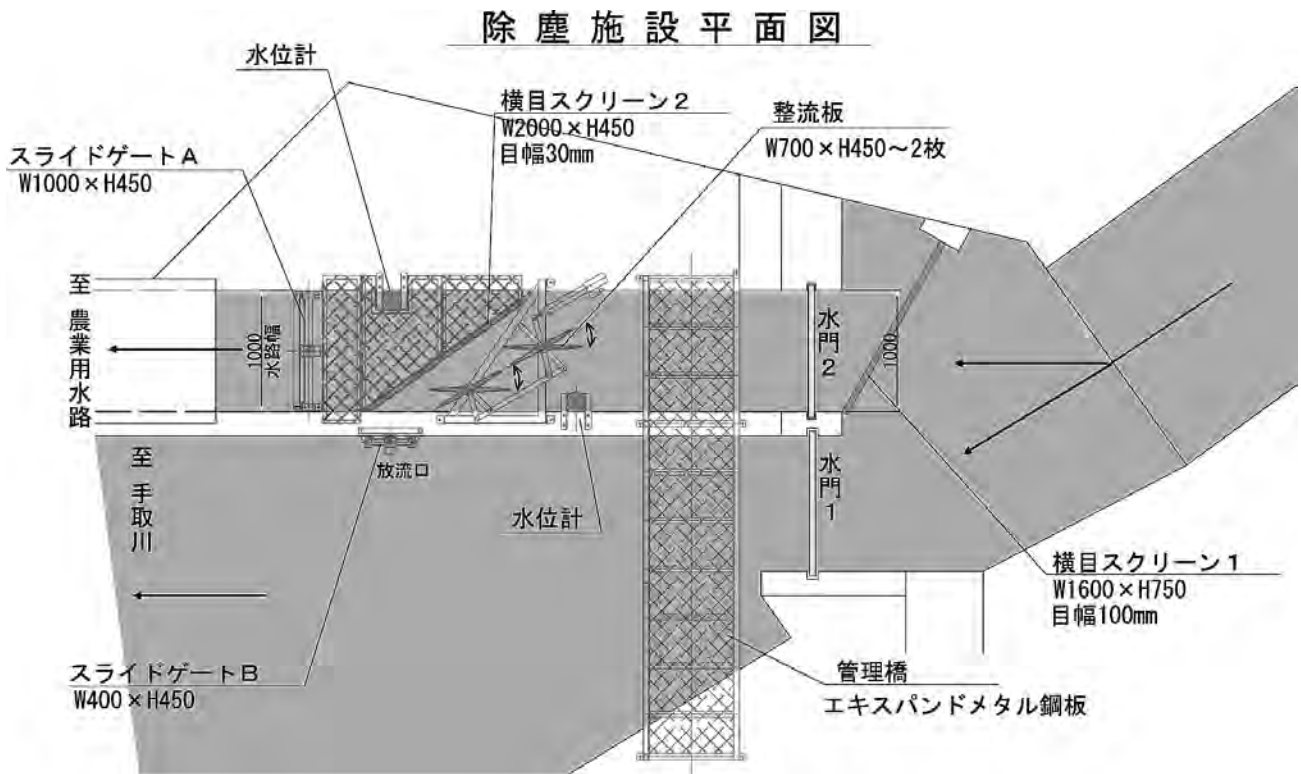 除塵施設平面図
水位計
横目スクリーン2
W2000×H450
目幅30mm
整流板
W700×H450～2枚
スライドゲートA
W1000×H450
至 農業用水路
1000
水路幅
水門2
1000
放流口
水門1
至 手取川
水位計
横目スクリーン1
W1600×H750
目幅100mm
スライドゲートB
W400×H450
管理橋
エキスパンドメタル鋼板